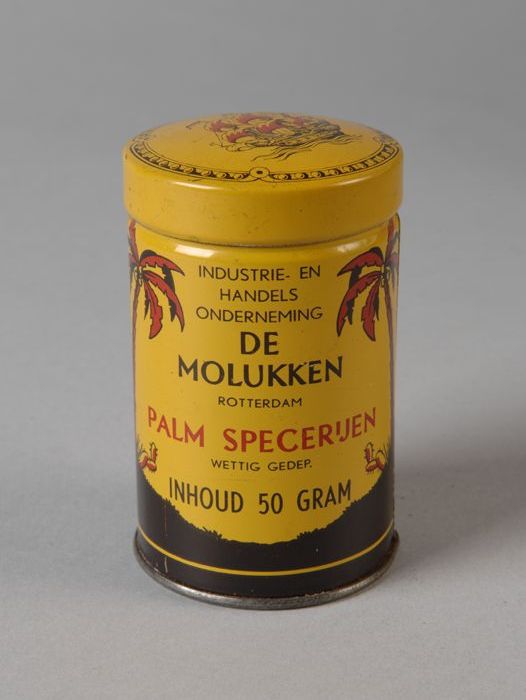 INDUSTRIE- EN
HANDELS
ONDERNEMING
DE
MOLUKKEN
ROTTERDAM
PALM SPECERIJEN
WETTIG GEDEP.
INHOUD 50 GRAM